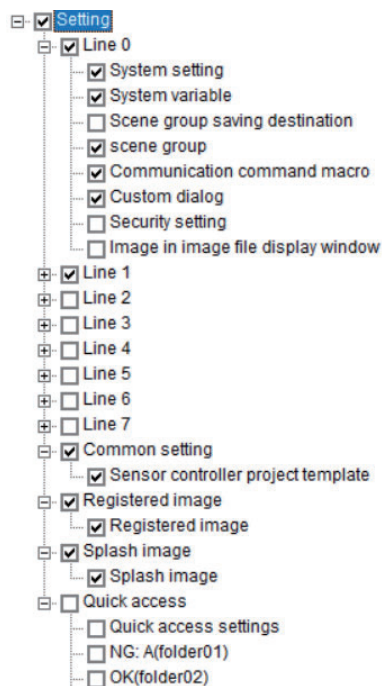 Setting
Line 0
System setting
System variable
Scene group saving destination
scene group
Communication command macro
Custom dialog
Security setting
Image in image file display window
Line 1
Line 2
Line 3
Line 4
Line 5
Line 6
Line 7
Common setting
Sensor controller project template
Registered image
Registered image
Splash image
Splash image
Quick access
Quick access settings
NG: A(folder01)
OK(folder02)